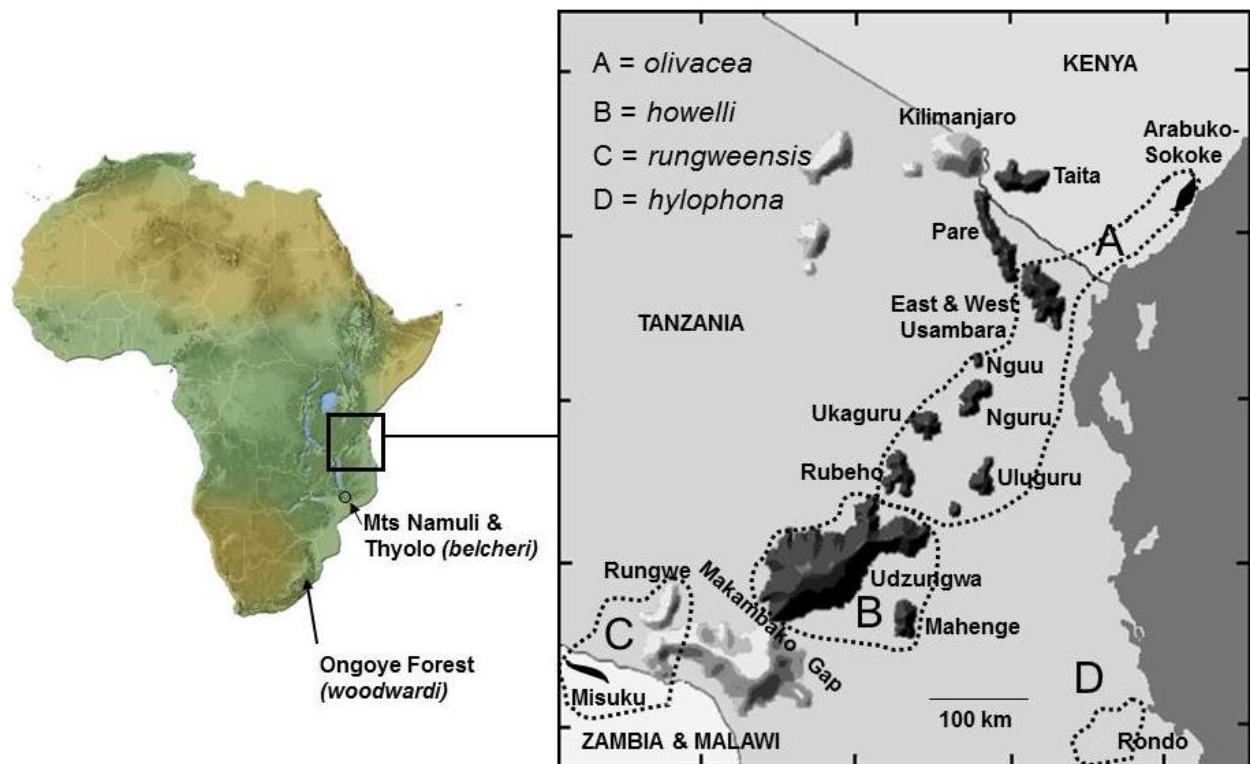 Mts Namuli &
Thyolo (belcheri)
Ongoye Forest
(woodwardi)
A = olivacea
B = howelli
C = rungweensis
D = hylophona
KENYA
Kilimanjaro
Arabuko-
Sokoke
Taita
Pare
A
East & West
Usambara
TANZANIA
Nguu
Ukaguru
Nguru
Rubeho
Uluguru
Udzungwa
Rungwe
Makambako Gap
B
Mahenge
C
Misuku
D
100 km
Rondo
ZAMBIA & MALAWI